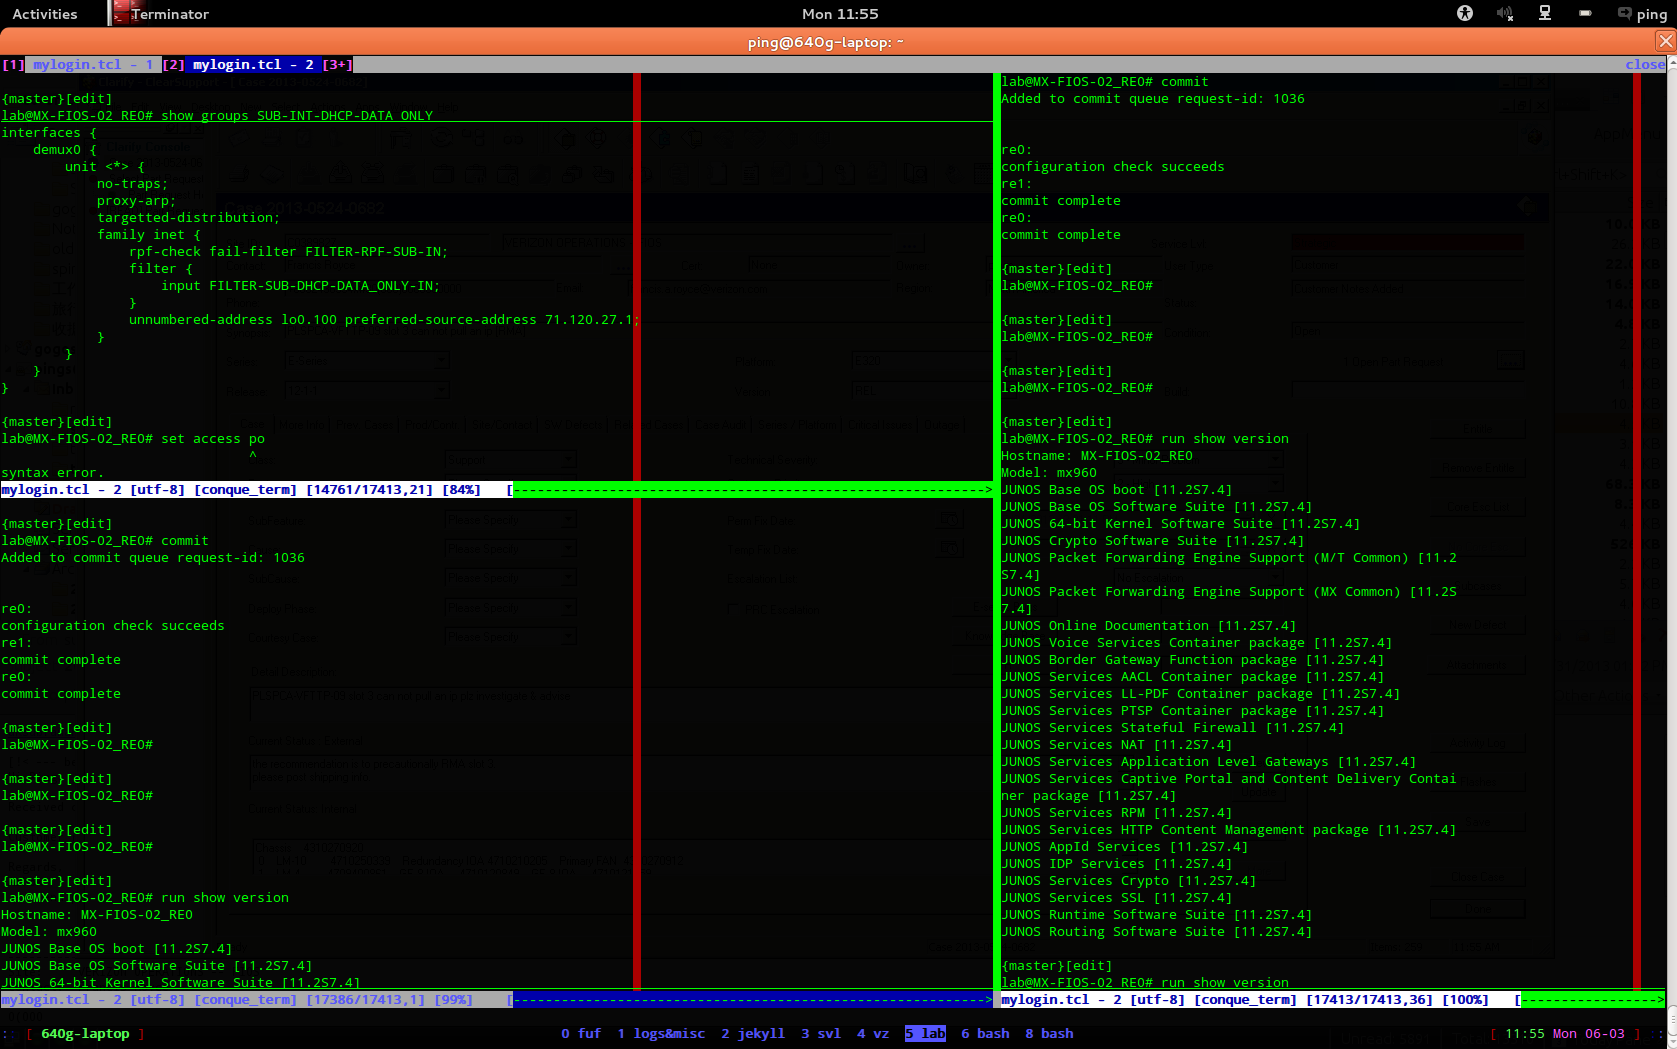 Activities
Terminator
Mon 11:55
ping
ping@640g-laptop: ~
[1] mylogin.tcl - 1 [2] mylogin.tcl - 2 [3+]
close
{master}[edit]
lab@MX-FIOS-02_RE0# show groups SUB-INT-DHCP-DATA_ONLY
interfaces {
    demux0 {
        unit <*> {
            no-traps;
            proxy-arp;
            targetted-distribution;
            family inet {
                rpf-check fail-filter FILTER-RPF-SUB-IN;
                filter {
                    input FILTER-SUB-DHCP-DATA_ONLY-IN;
                }
                unnumbered-address lo0.100 preferred-source-address 71.120.27.1;
            }
        }
    }
}
{master}[edit]
lab@MX-FIOS-02_RE0# set access po
                               ^
syntax error.
mylogin.tcl - 2 [utf-8] [conque_term] [14761/17413,21] [84%]   [----------------------------------------------------------->
{master}[edit]
lab@MX-FIOS-02_RE0# commit
Added to commit queue request-id: 1036
re0:
configuration check succeeds
re1:
commit complete
re0:
commit complete
{master}[edit]
lab@MX-FIOS-02_RE0#
{master}[edit]
lab@MX-FIOS-02_RE0#
{master}[edit]
lab@MX-FIOS-02_RE0#
{master}[edit]
lab@MX-FIOS-02_RE0# run show version
Hostname: MX-FIOS-02_RE0
Model: mx960
JUNOS Base OS boot [11.2S7.4]
JUNOS Base OS Software Suite [11.2S7.4]
JUNOS 64-bit Kernel Software Suite [11.2S7.4]
mylogin.tcl - 2 [utf-8] [conque_term] [17386/17413,1] [99%]    [----------------------------------------------------------->
lab@MX-FIOS-02_RE0# commit
Added to commit queue request-id: 1036
re0:
configuration check succeeds
re1:
commit complete
re0:
commit complete
{master}[edit]
lab@MX-FIOS-02_RE0#
{master}[edit]
lab@MX-FIOS-02_RE0#
{master}[edit]
lab@MX-FIOS-02_RE0#
{master}[edit]
lab@MX-FIOS-02_RE0# run show version
Hostname: MX-FIOS-02_RE0
Model: mx960
JUNOS Base OS boot [11.2S7.4]
JUNOS Base OS Software Suite [11.2S7.4]
JUNOS 64-bit Kernel Software Suite [11.2S7.4]
JUNOS Crypto Software Suite [11.2S7.4]
JUNOS Packet Forwarding Engine Support (M/T Common) [11.2
S7.4]
JUNOS Packet Forwarding Engine Support (MX Common) [11.2S
7.4]
JUNOS Online Documentation [11.2S7.4]
JUNOS Voice Services Container package [11.2S7.4]
JUNOS Border Gateway Function package [11.2S7.4]
JUNOS Services AACL Container package [11.2S7.4]
JUNOS Services LL-PDF Container package [11.2S7.4]
JUNOS Services PTSP Container package [11.2S7.4]
JUNOS Services Stateful Firewall [11.2S7.4]
JUNOS Services NAT [11.2S7.4]
JUNOS Services Application Level Gateways [11.2S7.4]
JUNOS Services Captive Portal and Content Delivery Contai
ner package [11.2S7.4]
JUNOS Services RPM [11.2S7.4]
JUNOS Services HTTP Content Management package [11.2S7.4]
JUNOS AppId Services [11.2S7.4]
JUNOS IDP Services [11.2S7.4]
JUNOS Services Crypto [11.2S7.4]
JUNOS Services SSL [11.2S7.4]
JUNOS Runtime Software Suite [11.2S7.4]
JUNOS Routing Software Suite [11.2S7.4]
{master}[edit]
lab@MX-FIOS-02_RE0# run show version
mylogin.tcl - 2 [utf-8] [conque_term] [17413/17413,36] [100%]   [----------------->
:: [ 640g-laptop ]
0 fuf  1 logs&misc  2 jekyll  3 svl  4 vz  5 lab  6 bash  8 bash
[ 11:55 Mon 06-03 ] ::